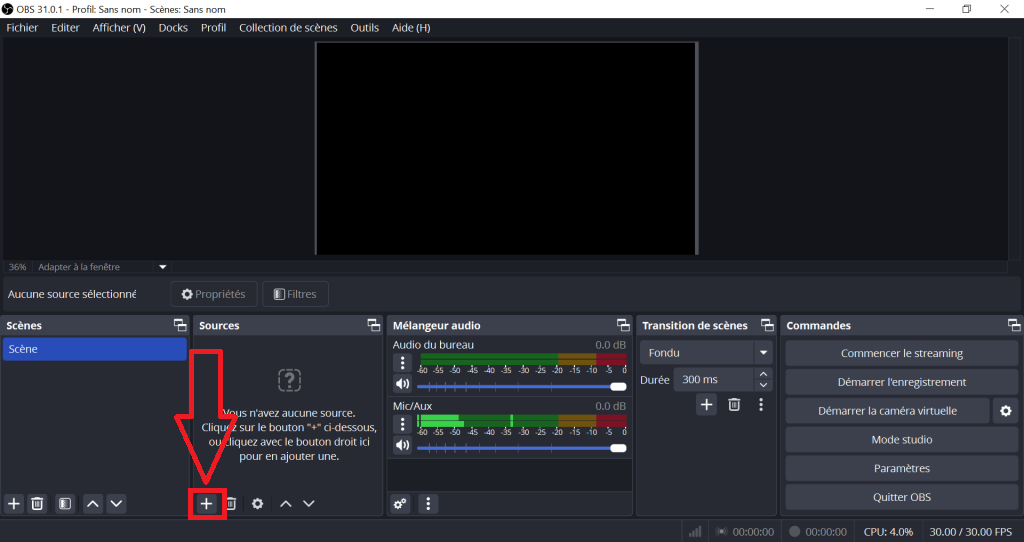 OBS 31.0.1 - Profil: Sans nom - Scènes: Sans nom
Fichier Editer Afficher (V) Docks Profil Collection de scènes Outils Aide (H)
36% Adapter à la fenêtre
Aucune source sélectionné Propriétés Filtres
Scènes
Scène
Sources
Vous n'avez aucune source.
Cliquez sur le bouton "+" ci-dessous,
ou cliquez avec le bouton droit ici
pour en ajouter une.
Mélangeur audio
Audio du bureau 0.0 dB
-60 -55 -50 -45 -40 -35 -30 -25 -20 -15 -10 -5 0
Mic/Aux 0.0 dB
-60 -55 -50 -45 -40 -35 -30 -25 -20 -15 -10 -5 0
Transition de scènes
Fondu
Durée 300 ms
Commandes
Commencer le streaming
Démarrer l'enregistrement
Démarrer la caméra virtuelle
Mode studio
Paramètres
Quitter OBS
00:00:00 00:00:00 CPU: 4.0% 30.00 / 30.00 FPS